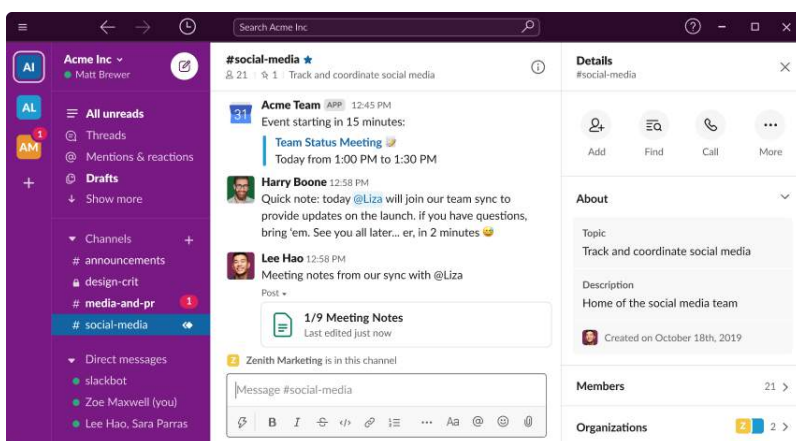 Search Acme Inc
AI
AL
AM
1
Acme Inc
Matt Brewer
All unreads
Threads
Mentions & reactions
Drafts
Show more
Channels
# announcements
design-crit
# media-and-pr 1
# social-media
Direct messages
slackbot
Zoe Maxwell (you)
Lee Hao, Sara Parras
#social-media
21 | 1 | Track and coordinate social media
31
Acme Team APP 12:45 PM
Event starting in 15 minutes:
Team Status Meeting
Today from 1:00 PM to 1:30 PM
Harry Boone 12:58 PM
Quick note: today @Liza will join our team sync to
provide updates on the launch. if you have questions,
bring 'em. See you all later... er, in 2 minutes
Lee Hao 12:58 PM
Meeting notes from our sync with @Liza
Post
1/9 Meeting Notes
Last edited just now
Z Zenith Marketing is in this channel
Message #social-media
B I S </> ... Aa @
Details
#social-media
Add Find Call More
About
Topic
Track and coordinate social media
Description
Home of the social media team
Created on October 18th, 2019
Members 21 >
Organizations Z 2 >